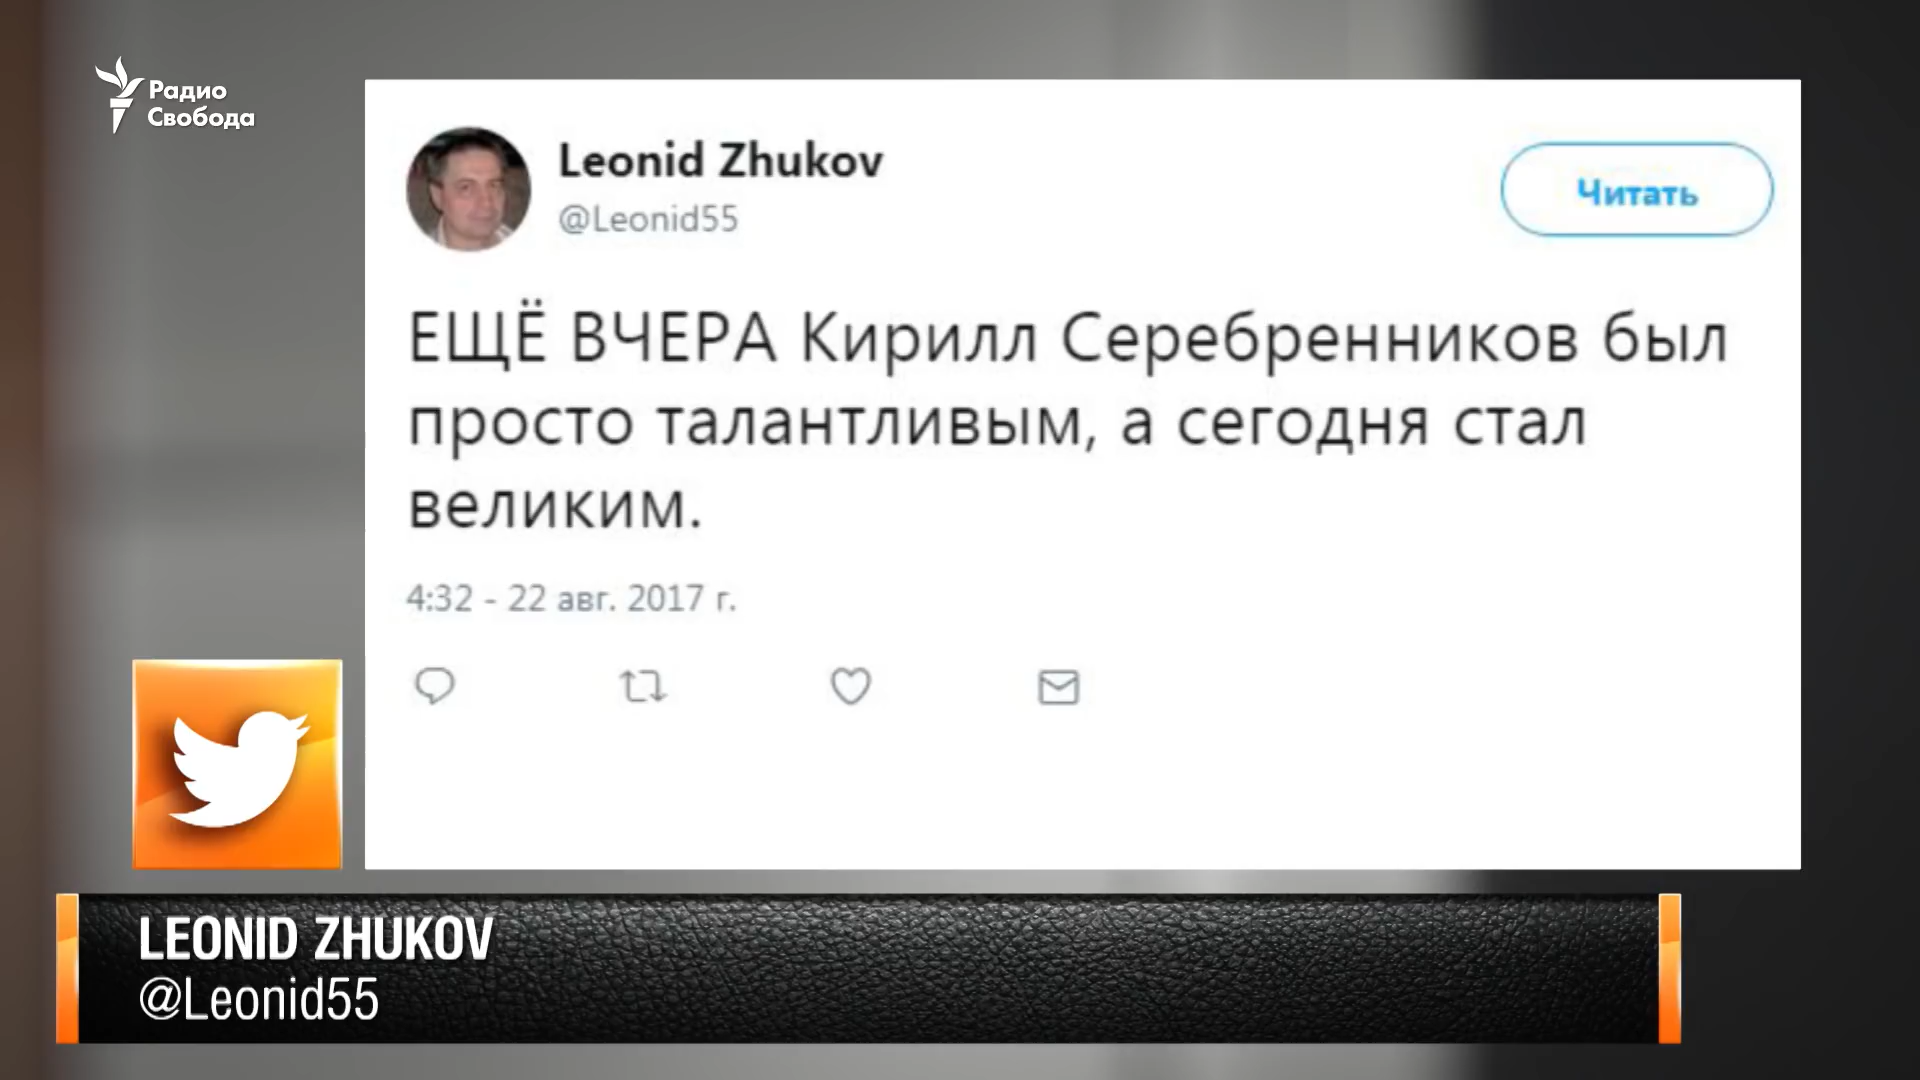 Радио
Свобода
Leonid Zhukov
@Leonid55
Читать
ЕЩЁ ВЧЕРА Кирилл Серебренников был
просто талантливым, а сегодня стал
великим.
4:32 - 22 авг. 2017 г.
LEONID ZHUKOV
@Leonid55